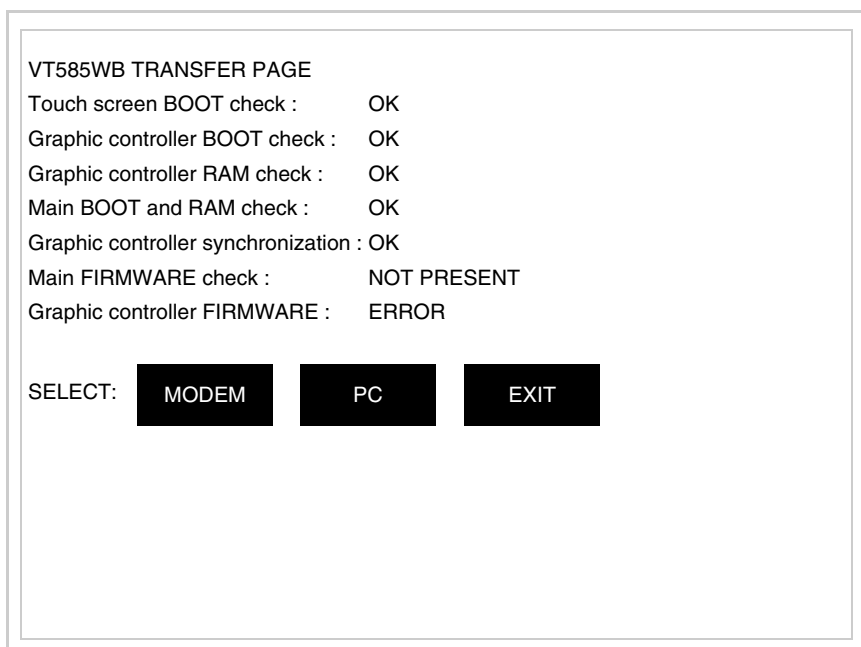 VT585WB TRANSFER PAGE
Touch screen BOOT check : OK
Graphic controller BOOT check : OK
Graphic controller RAM check : OK
Main BOOT and RAM check : OK
Graphic controller synchronization : OK
Main FIRMWARE check : NOT PRESENT
Graphic controller FIRMWARE : ERROR
SELECT: MODEM PC EXIT